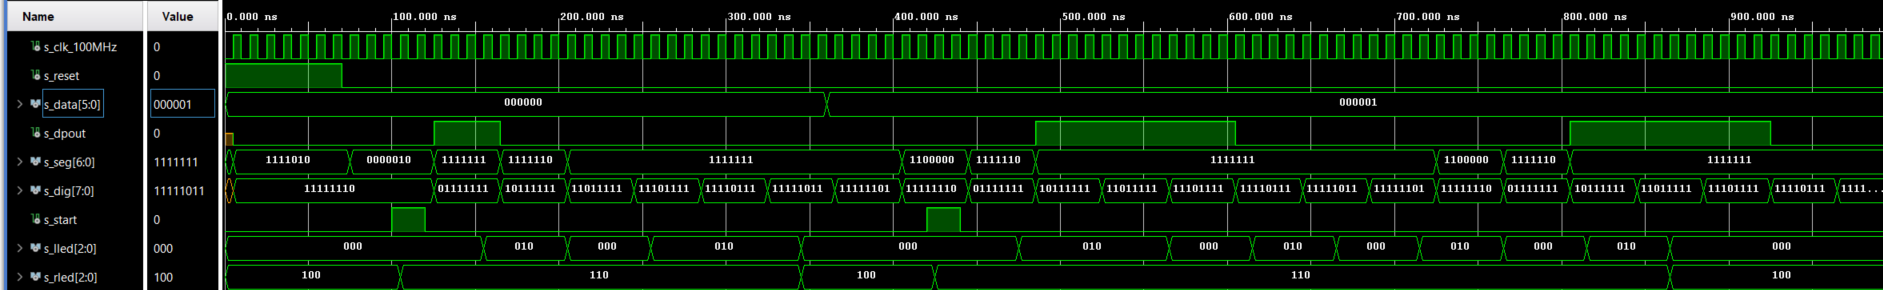 Name Value 0.000 ns 100.000 ns 200.000 ns 300.000 ns 400.000 ns 500.000 ns 600.000 ns 700.000 ns 800.000 ns 900.000 ns
s_clk_100MHz 0
s_reset 0
s_data[5:0] 000001 000000 000001
s_dpout 0
s_seg[6:0] 1111111 1111010 0000010 1111111 1111110 1111111 1100000 1111110 1111111 1100000 1111110 1111111
s_dig[7:0] 11111011 11111110 01111111 10111111 11011111 11101111 11110111 11111011 11111101 11111110 01111111 10111111 11011111 11101111 11110111 11111011 11111101 11111110 01111111 10111111 11011111 11101111 11110111 1111...
s_start 0
s_lled[2:0] 000 000 010 000 010 000 010 000 010 000 010 000 010 000
s_rled[2:0] 100 100 110 100 110 100